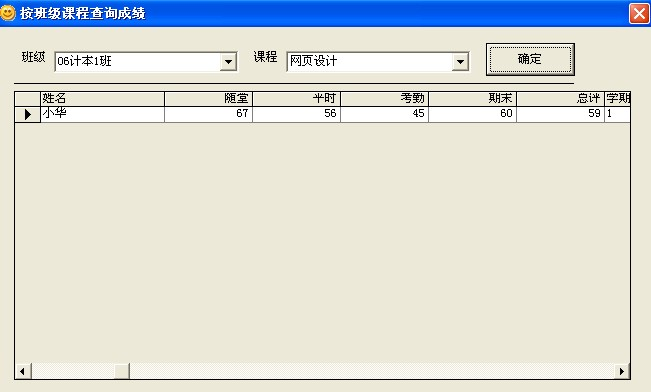 按班级课程查询成绩
班级 06计本1班 课程 网页设计 确定
姓名 随堂 平时 考勤 期末 总评 学期
小华 67 56 45 60 59 1